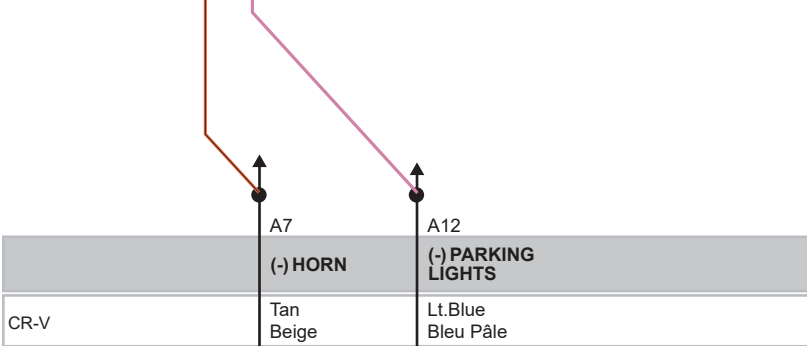 A7
A12
(-) HORN
(-) PARKING
LIGHTS
CR-V
Tan
Beige
Lt.Blue
Bleu Pâle